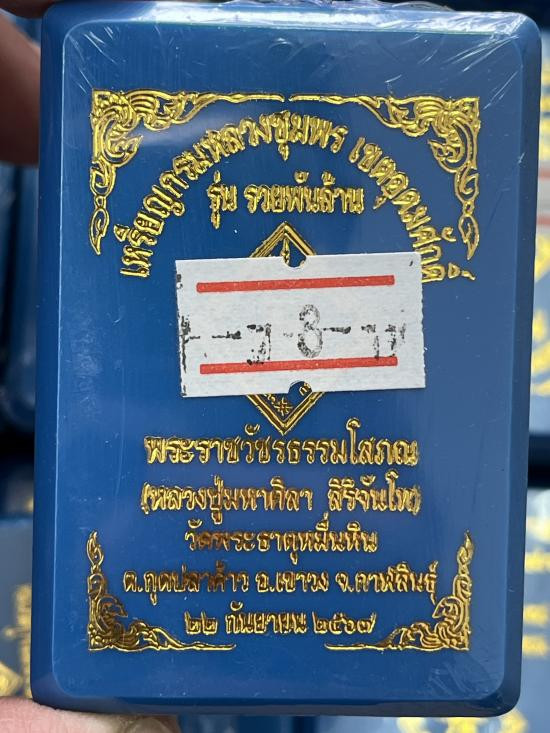 เหรียญกรมหลวงชุมพร เขตอุดมศักดิ์
รุ่น รวยพันล้าน
พระราชวัชรธรรมโสภณ
(หลวงปู่มหาศิลา สิริจันโท)
วัดพระธาตุหมื่นหิน
ต.กุดปลาค้าว อ.เขาวง จ.กาฬสินธุ์
๒๒ กันยายน ๒๕๖๗